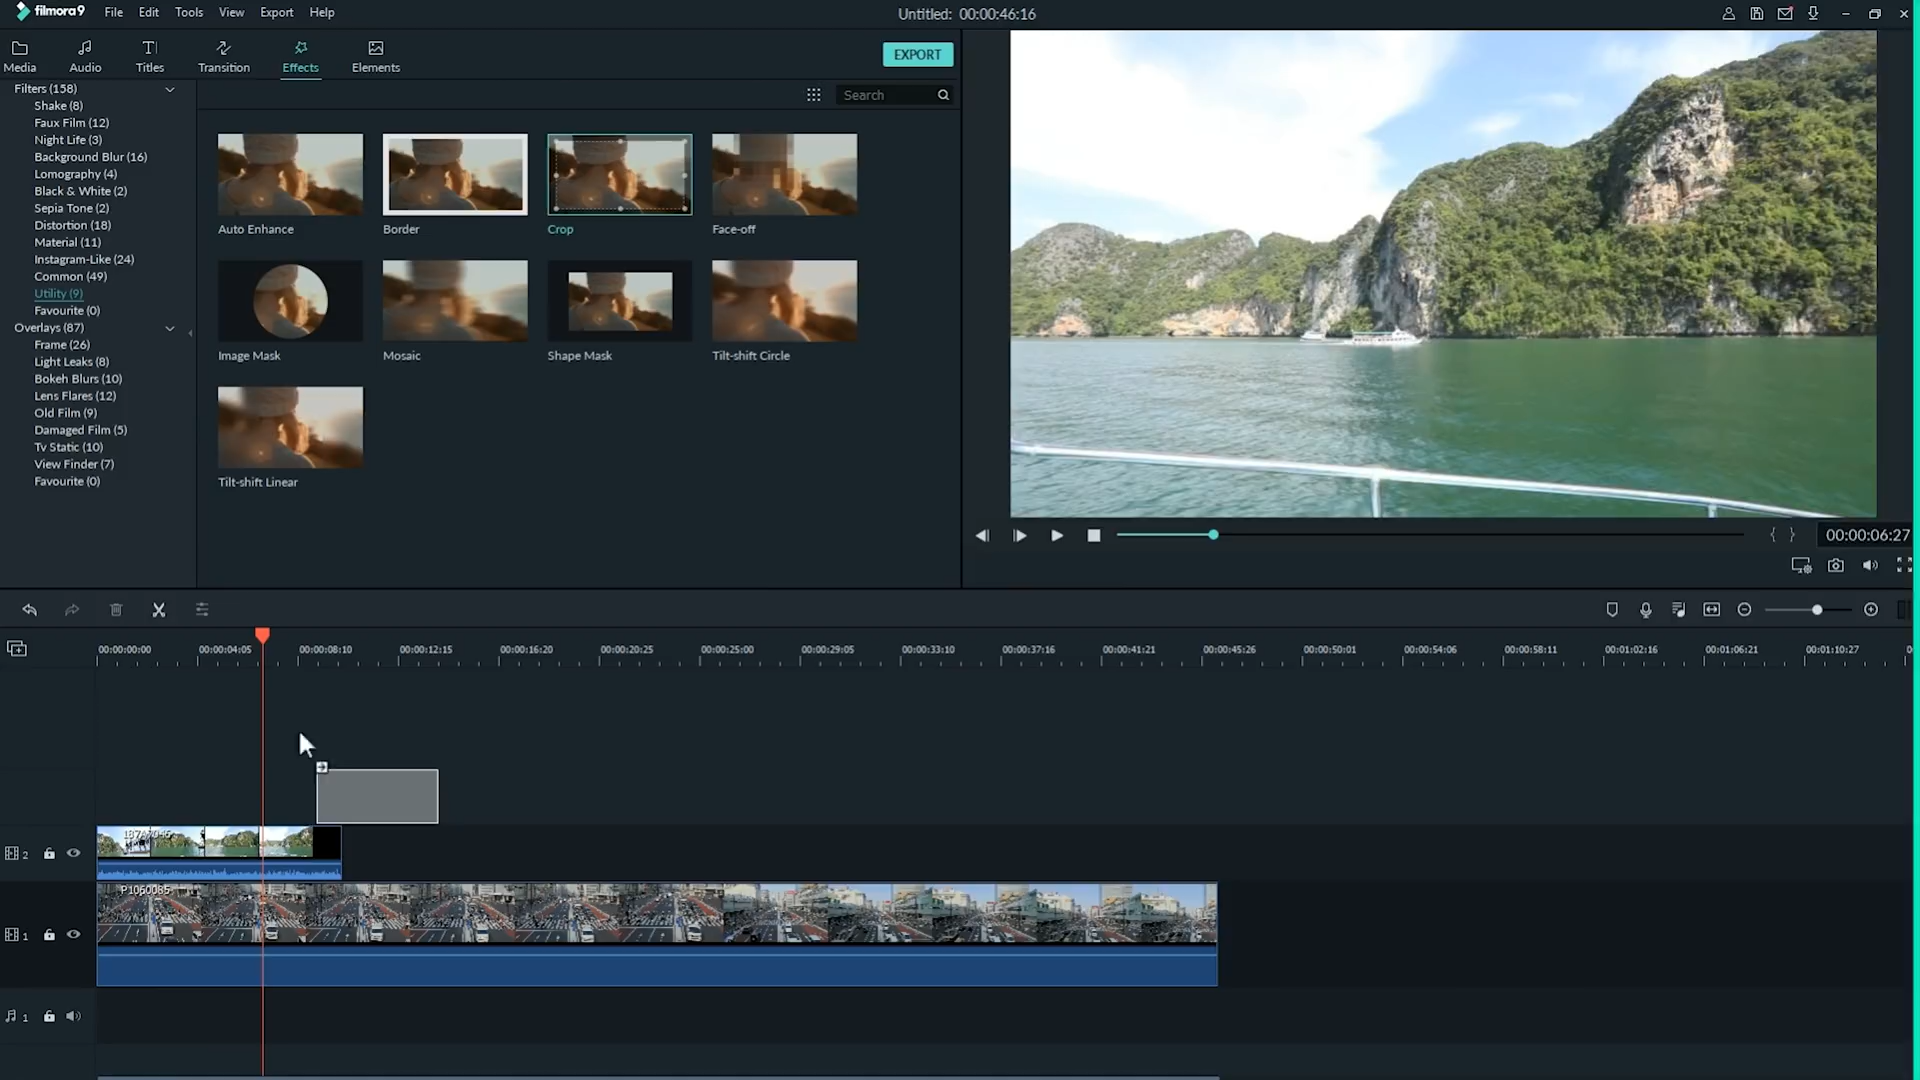 filmora9 File Edit Tools View Export Help
Untitled: 00:00:46:16
Media
Audio
Titles
Transition
Effects
Elements
EXPORT
Filters (158)
Shake (8)
Faux Film (12)
Night Life (3)
Background Blur (16)
Lomography (4)
Black & White (2)
Sepia Tone (2)
Distortion (18)
Material (11)
Instagram-Like (24)
Common (49)
Utility (9)
Favourite (0)
Overlays (87)
Frame (26)
Light Leaks (8)
Bokeh Blurs (10)
Lens Flares (12)
Old Film (9)
Damaged Film (5)
Tv Static (10)
View Finder (7)
Favourite (0)
Search
Auto Enhance
Border
Crop
Face-off
Image Mask
Mosaic
Shape Mask
Tilt-shift Circle
Tilt-shift Linear
{ }
00:00:06:27
00:00:00:00
00:00:04:05
00:00:08:10
00:00:12:15
00:00:16:20
00:00:20:25
00:00:25:00
00:00:29:05
00:00:33:10
00:00:37:16
00:00:41:21
00:00:45:26
00:00:50:01
00:00:54:06
00:00:58:11
00:01:02:16
00:01:06:21
00:01:10:27
2
P1060085
1
1